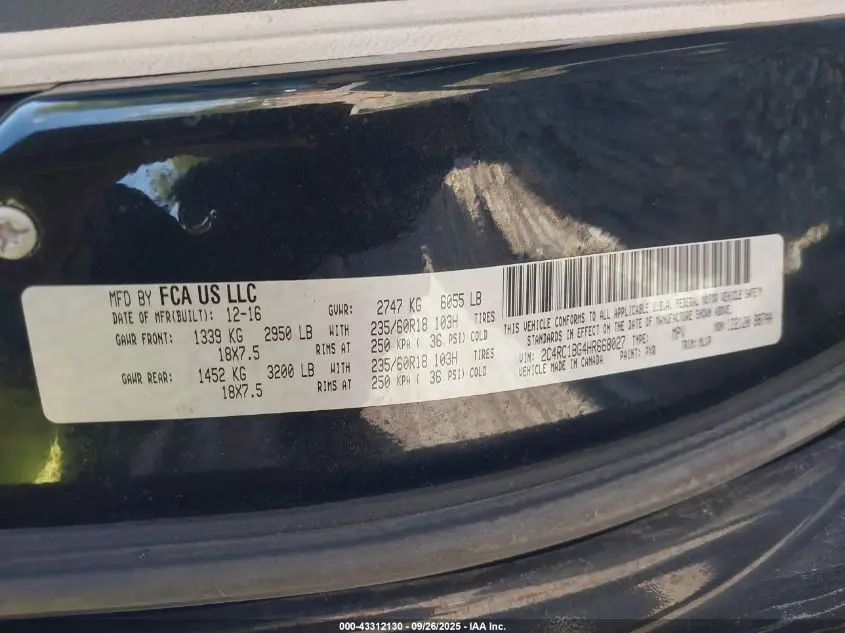 MFD BY FCA US LLC
DATE OF MFR(BUILT): 12-16 GVWR: 2747 KG 6055 LB
GAWR FRONT: 1339 KG 2950 LB WITH 235/60R18 103H TIRES
18X7.5 RIMS AT 250 KPA ( 36 PSI) COLD
GAWR REAR: 1452 KG 3200 LB WITH 235/60R18 103H TIRES
18X7.5 RIMS AT 250 KPA ( 36 PSI) COLD
THIS VEHICLE CONFORMS TO ALL APPLICABLE U.S.A. FEDERAL MOTOR VEHICLE SAFETY
STANDARDS IN EFFECT ON THE DATE OF MANUFACTURE SHOWN ABOVE.
VIN: 2C4RC1BG4HR668027 TYPE: MPV MDH:
VEHICLE MADE IN CANADA PAINT: PXR TRIM:
000-43312130 - 09/26/2025 - IAA Inc.